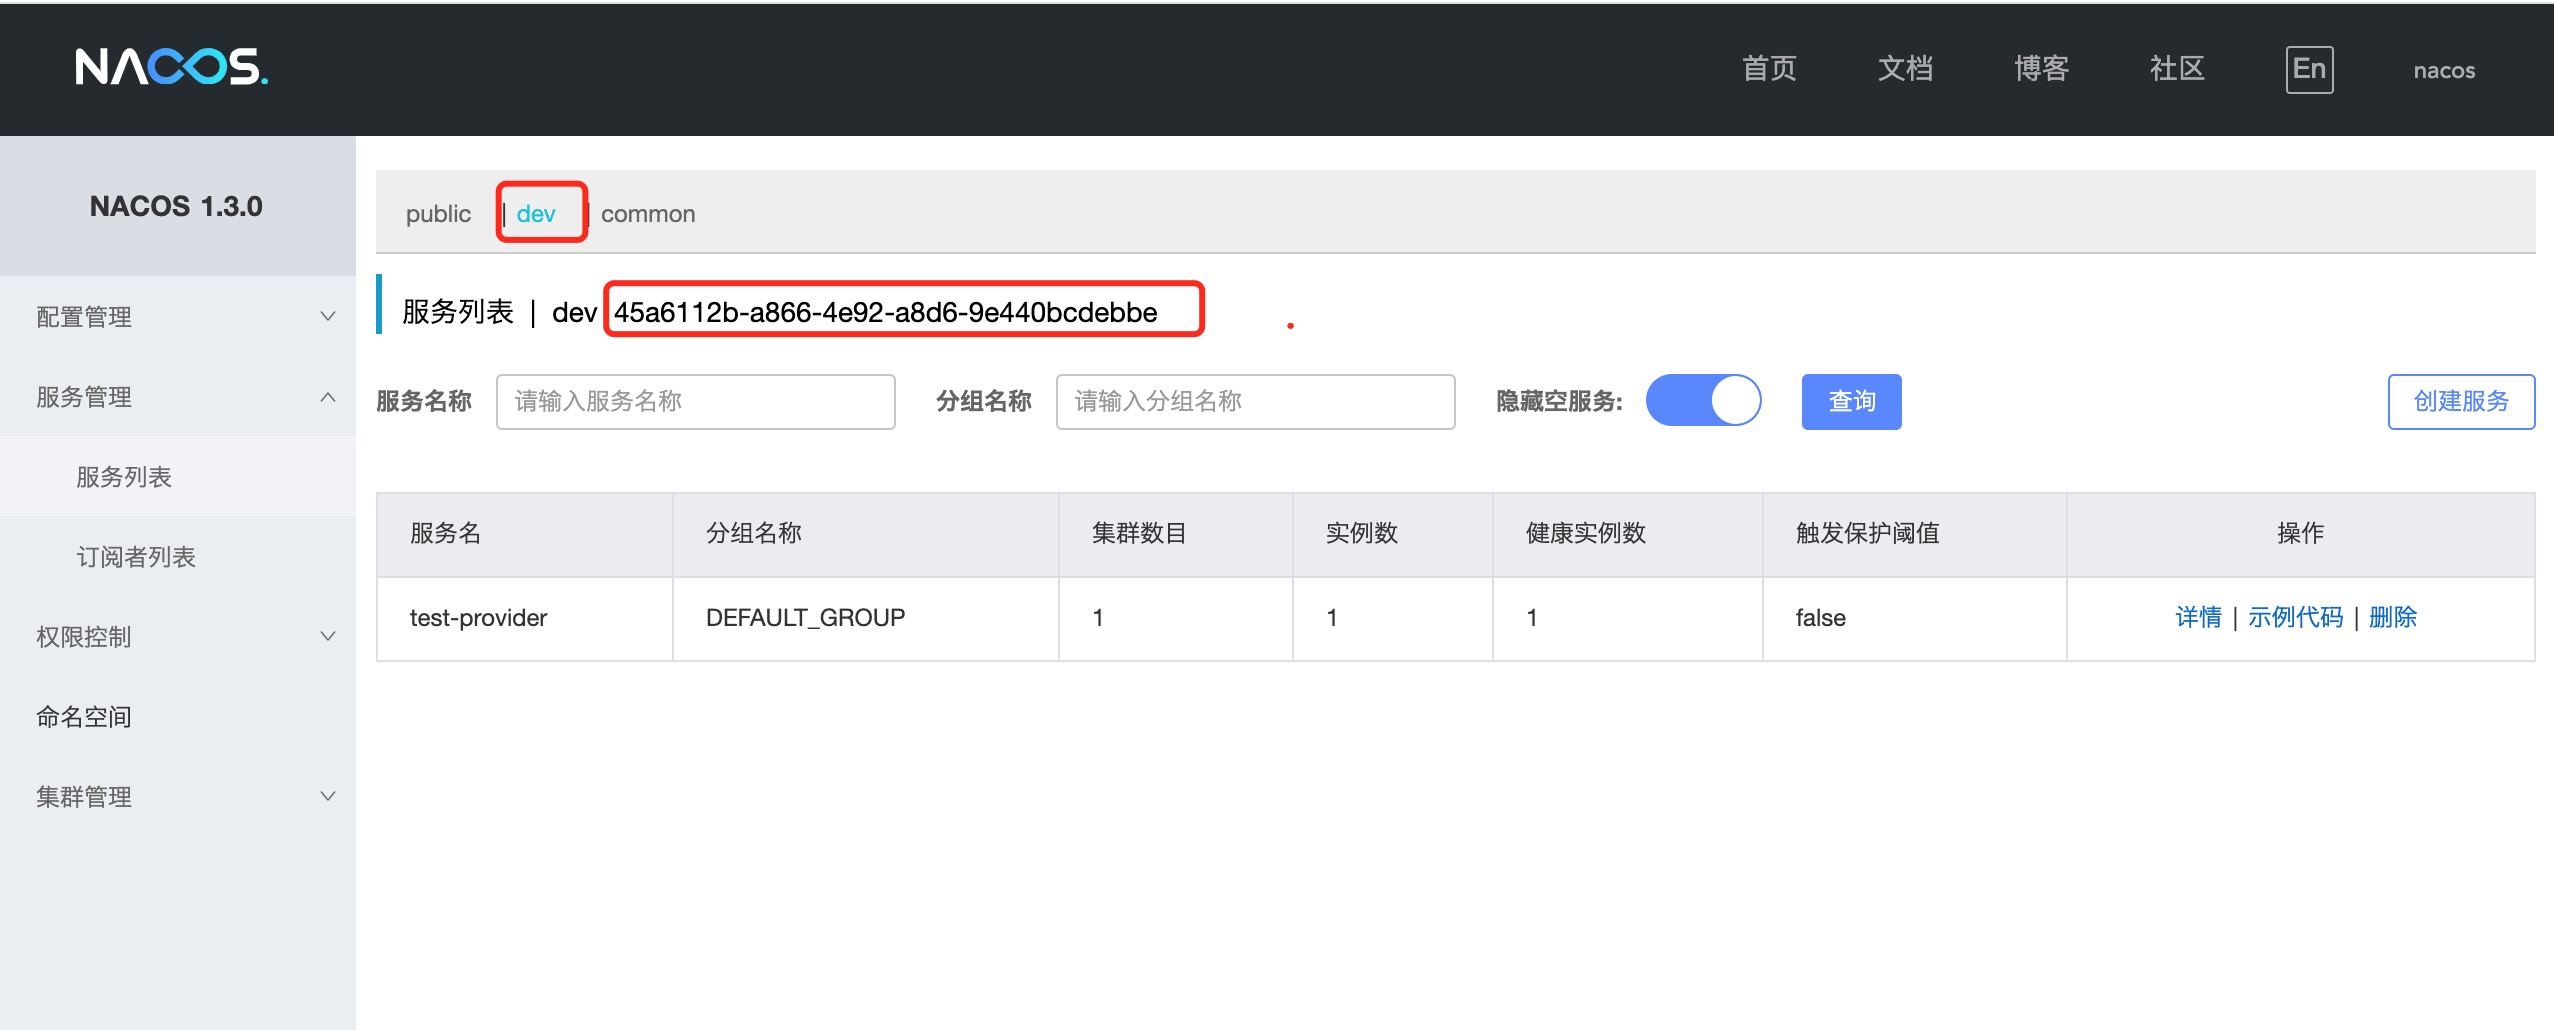 NACOS.
首页 文档 博客 社区 En nacos
NACOS 1.3.0
配置管理
服务管理
服务列表
订阅者列表
权限控制
命名空间
集群管理
public | dev | common
服务列表 | dev 45a6112b-a866-4e92-a8d6-9e440bcdebbe
服务名称 请输入服务名称 分组名称 请输入分组名称 隐藏空服务: 查询 创建服务
服务名 分组名称 集群数目 实例数 健康实例数 触发保护阈值 操作
test-provider DEFAULT_GROUP 1 1 1 false 详情 | 示例代码 | 删除